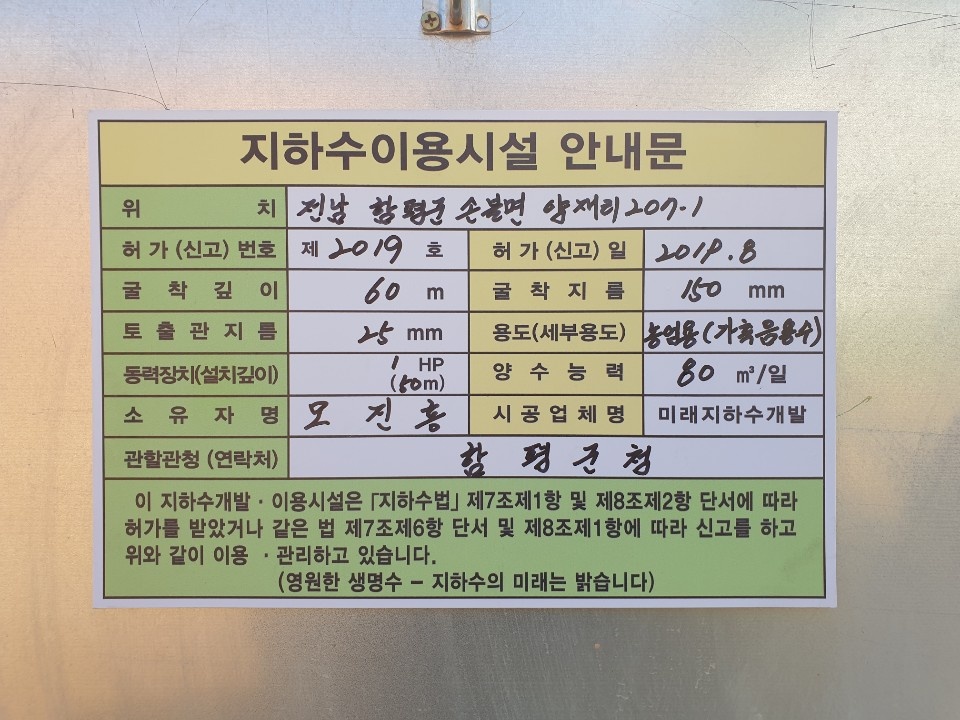 지하수이용시설 안내문
위 치 전남 함평군 손불면 양재리 207-1
허 가 (신고) 번호 제 2019 호 허 가 (신고) 일 2019.8
굴 착 깊 이 60 m 굴 착 지 름 150 mm
토 출 관 지 름 25 mm 용도(세부용도) 농업용(가축음용수)
동력장치(설치깊이) 1 HP (50m) 양 수 능 력 80 ㎥/일
소 유 자 명 모 진 흥 시 공 업 체 명 미래지하수개발
관할관청 (연락처) 함 평 군 청
이 지하수개발 · 이용시설은 「지하수법」 제7조제1항 및 제8조제2항 단서에 따라
허가를 받았거나 같은 법 제7조제6항 단서 및 제8조제1항에 따라 신고를 하고
위와 같이 이용 · 관리하고 있습니다.
(영원한 생명수 – 지하수의 미래는 밝습니다)